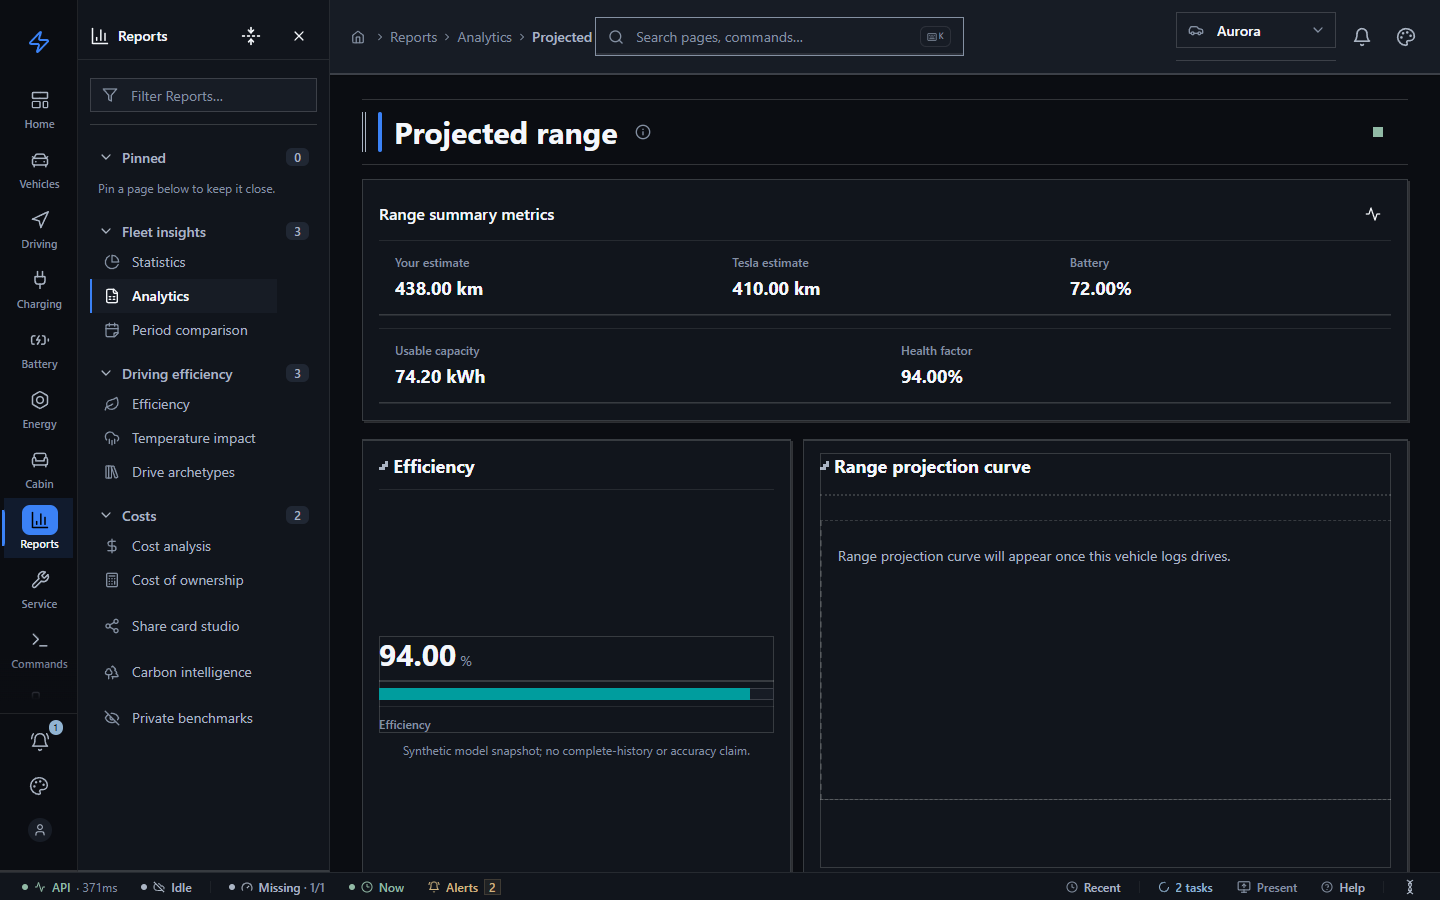 Reports
Reports
Analytics
Projected
Search pages, commands...
K
Aurora
Filter Reports...
Home
Vehicles
Driving
Charging
Battery
Energy
Cabin
Reports
Service
Commands
1
Pinned
0
Pin a page below to keep it close.
Fleet insights
3
Statistics
Analytics
Period comparison
Driving efficiency
3
Efficiency
Temperature impact
Drive archetypes
Costs
2
Cost analysis
Cost of ownership
Share card studio
Carbon intelligence
Private benchmarks
Projected range
Range summary metrics
Your estimate
Tesla estimate
Battery
438.00 km
410.00 km
72.00%
Usable capacity
Health factor
74.20 kWh
94.00%
Efficiency
94.00 %
Efficiency
Synthetic model snapshot; no complete-history or accuracy claim.
Range projection curve
Range projection curve will appear once this vehicle logs drives.
API · 371ms
Idle
Missing · 1/1
Now
Alerts 2
Recent
2 tasks
Present
Help